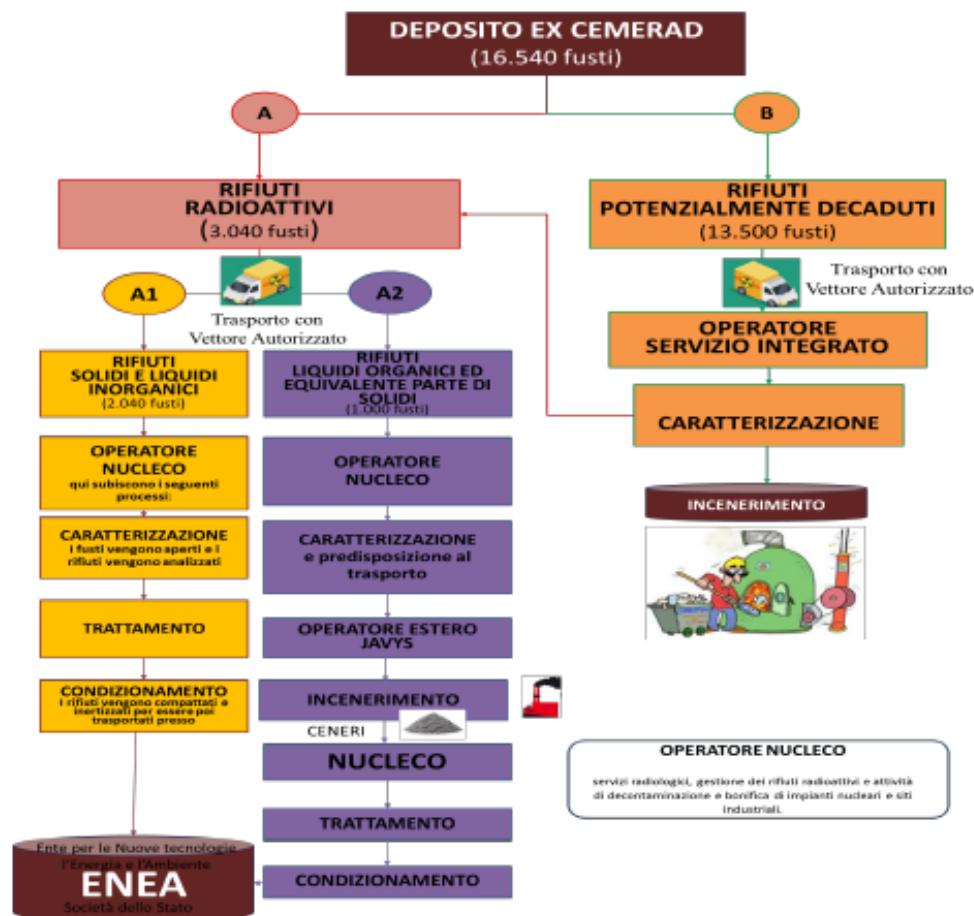 DEPOSITO EX CEMERAD
(16.540 fusti)
A
B
RIFIUTI
RADIOATTIVI
(3.040 fusti)
RIFIUTI
POTENZIALMENTE DECADUTI
(13.500 fusti)
A1
A2
Trasporto con
Vettore Autorizzato
Trasporto con
Vettore Autorizzato
OPERATORE
SERVIZIO INTEGRATO
CARATTERIZZAZIONE
INCENERIMENTO
RIFIUTI
SOLIDI E LIQUIDI
INORGANICI
(2.040 fusti)
OPERATORE
NUCLECO
qui subiscono i seguenti
processi:
CARATTERIZZAZIONE
I fusti vengono aperti e i
rifiuti vengono analizzati
TRATTAMENTO
CONDIZIONAMENTO
I rifiuti vengono compattati e
inertizzati per essere poi
trasportati presso
RIFIUTI
LIQUIDI ORGANICI ED
EQUIVALENTE PARTE DI
SOLIDI
(1.000 fusti)
OPERATORE
NUCLECO
CARATTERIZZAZIONE
e predisposizione al
trasporto
OPERATORE ESTERO
JAVYS
INCENERIMENTO
CENERI
NUCLECO
TRATTAMENTO
CONDIZIONAMENTO
Ente per le Nuove tecnologie
l'Energia e l'Ambiente
ENEA
Società dello Stato
OPERATORE NUCLECO
servizi radiologici, gestione dei rifiuti radioattivi e attività
di decontaminazione e bonifica di impianti nucleari e siti
industriali.